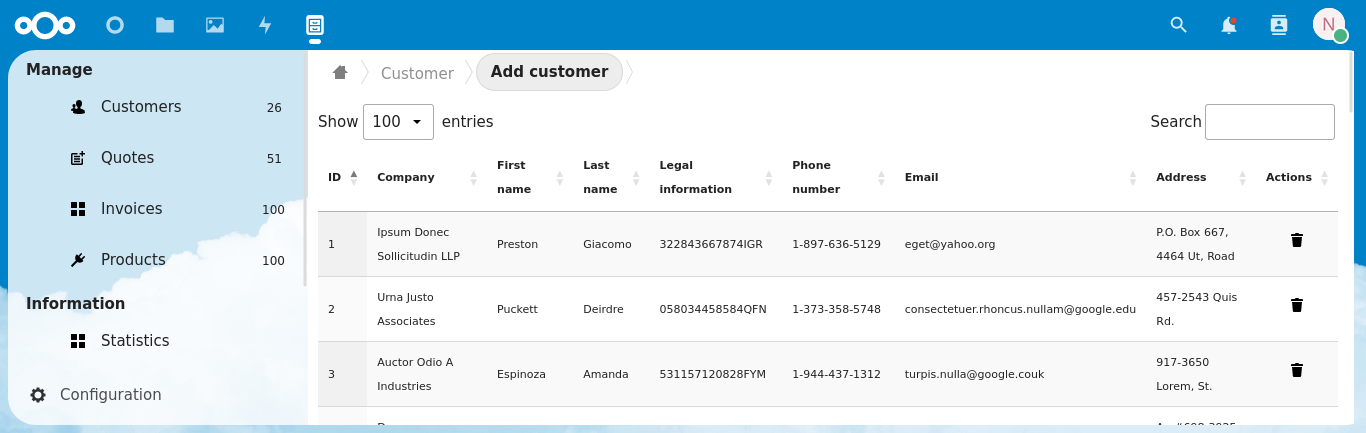 N
Manage
Customers 26
Quotes 51
Invoices 100
Products 100
Information
Statistics
Configuration
Customer Add customer
Show 100 entries Search
ID Company First name Last name Legal information Phone number Email Address Actions
1 Ipsum Donec Sollicitudin LLP Preston Giacomo 322843667874IGR 1-897-636-5129 eget@yahoo.org P.O. Box 667, 4464 Ut, Road
2 Urna Justo Associates Puckett Deirdre 058034458584QFN 1-373-358-5748 consectetuer.rhoncus.nullam@google.edu 457-2543 Quis Rd.
3 Auctor Odio A Industries Espinoza Amanda 531157120828FYM 1-944-437-1312 turpis.nulla@google.couk 917-3650 Lorem, St.